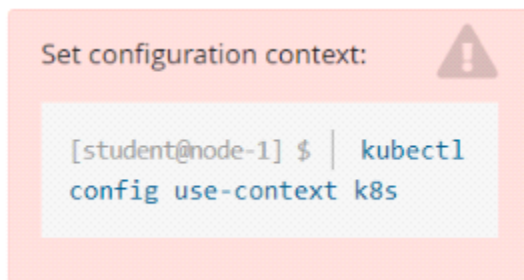 Set configuration context:
[student@node-1] $ | kubectl
config use-context k8s